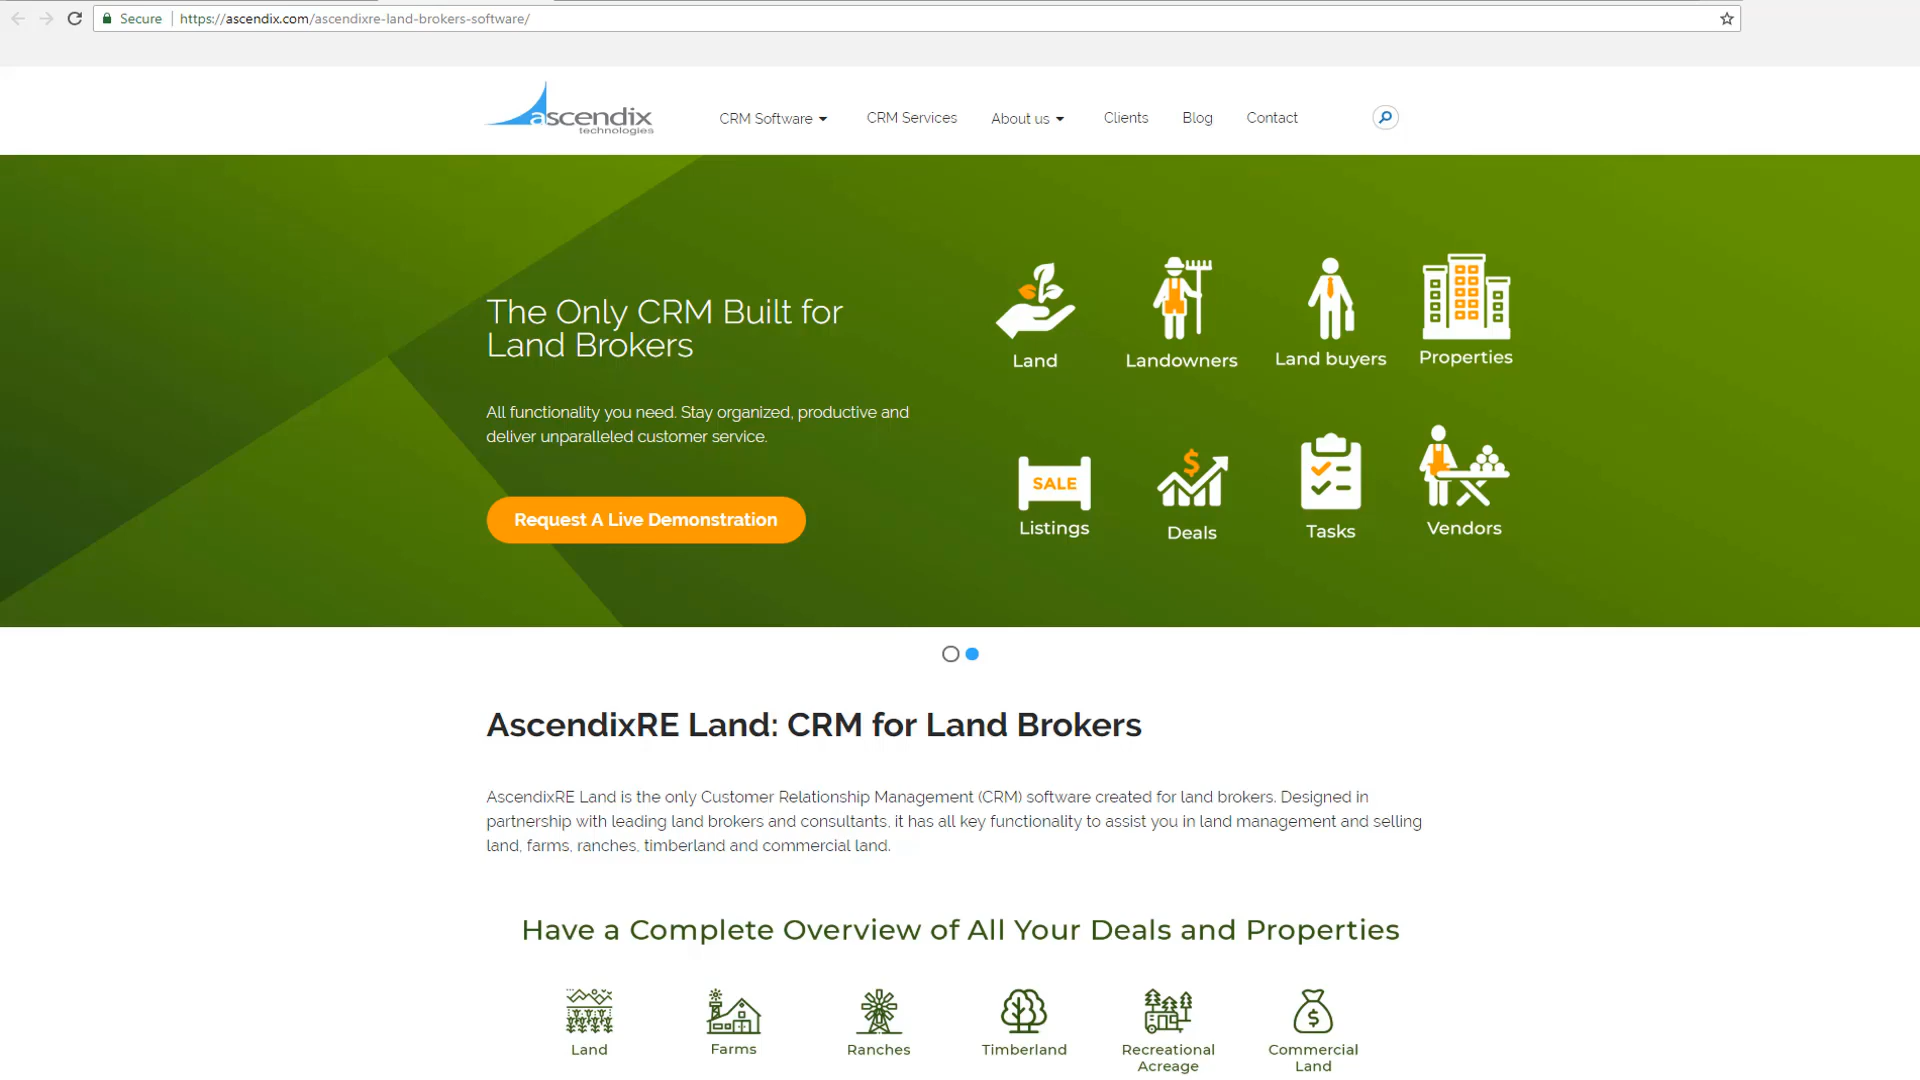 Secure https://ascendix.com/ascendixre-land-brokers-software/
ascendix
technologies
CRM Software
CRM Services
About us
Clients
Blog
Contact
The Only CRM Built for
Land Brokers
All functionality you need. Stay organized, productive and
deliver unparalleled customer service.
Request A Live Demonstration
Land
Landowners
Land buyers
Properties
SALE
Listings
$
Deals
Tasks
Vendors
AscendixRE Land: CRM for Land Brokers
AscendixRE Land is the only Customer Relationship Management (CRM) software created for land brokers. Designed in
partnership with leading land brokers and consultants, it has all key functionality to assist you in land management and selling
land, farms, ranches, timberland and commercial land.
Have a Complete Overview of All Your Deals and Properties
Land
Farms
Ranches
Timberland
Recreational
Acreage
$
Commercial
Land